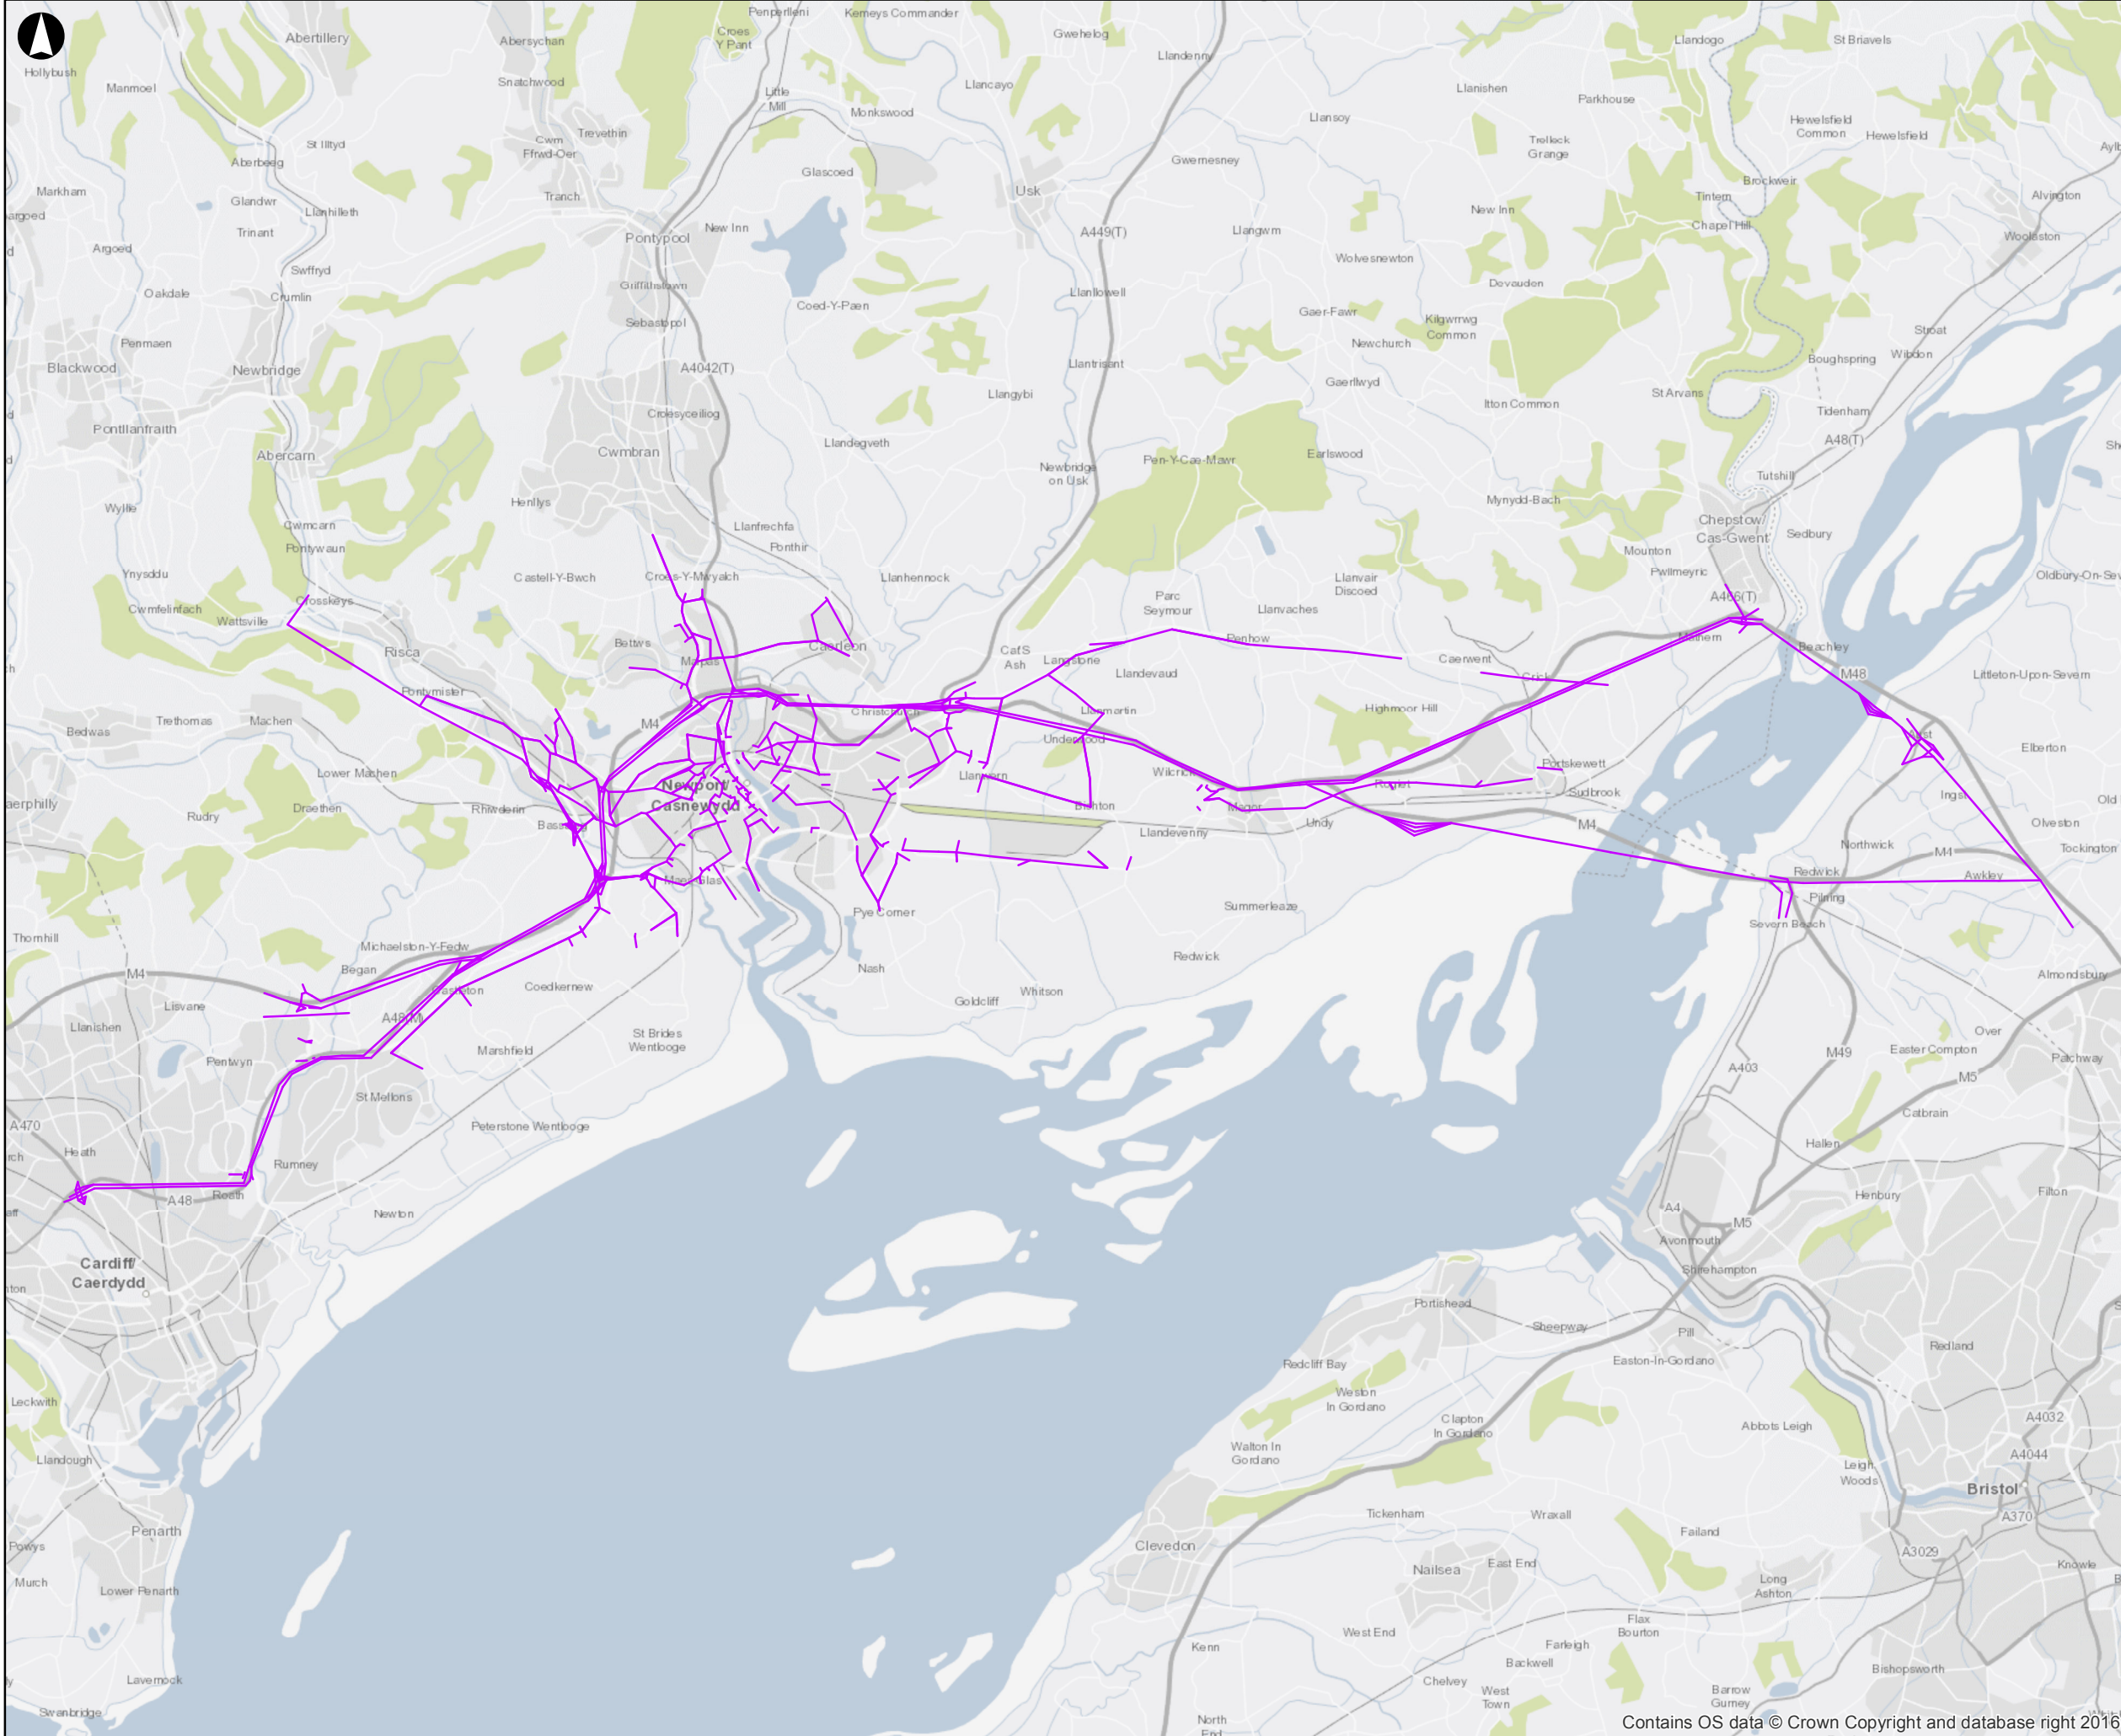 Penperlleni
Kemeys Commander
Abertillery
Abersychan
Croes
Y Pant
Gwehelog
Llandogo
St Briavels
Llandenny
Hollybush
Manmoel
Snatchwood
Little
Mill
Llancayo
Llanishen
Parkhouse
Monkswood
Llansoy
Hewelsfield
Common
Hewelsfield
St Illtyd
Cwm
Ffrwd-Oer
Trevethin
Trelleck
Grange
Aberbeeg
Gwernesney
Glascoed
Usk
Brockweir
Markham
Glandwr
Llanhilleth
Tranch
Tintern
Alvington
New Inn
Trinant
Pontypool
New Inn
A449(T)
Llangwm
Chapel Hill
Woolaston
Argoed
Swffryd
Wolvesnewton
Oakdale
Crumlin
Griffithstown
Llanllowell
Devauden
Coed-Y-Paen
Gaer-Fawr
Kilgwrrwg
Common
Sebastopol
Stroat
Penmaen
Newchurch
Boughspring
Wibdon
Blackwood
Newbridge
A4042(T)
Llantrisant
Gaerllwyd
St Arvans
Llangybi
Itton Common
Croesyceiliog
Tidenham
Pontllanfraith
Llandegveth
A48(T)
Abercarn
Cwmbran
Newbridge
on Usk
Pen-Y-Cae-Mawr
Earlswood
Tutshill
Henllys
Mynydd-Bach
Wyllie
Cwmcarn
Llanfrechfa
Chepstow/
Cas-Gwent
Sedbury
Pontywaun
Ponthir
Mounton
Ynysddu
Castell-Y-Bwch
Croes-Y-Mwyalch
Llanhennock
Llanvair
Discoed
Pwllmeyric
Oldbury-On-Sev
Crosskeys
Parc
Seymour
Llanvaches
A466(T)
Cwmfelinfach
Wattsville
Bettws
Penhow
Mathern
Beachley
Risca
Caerleon
Cat'S
Ash
Langstone
Malpas
Llandevaud
Caerwent
M48
Littleton-Upon-Severn
Crick
Pontymister
Highmoor Hill
Trethomas
Machen
M4
Christchurch
Llanmartin
Bedwas
Underwood
Aust
Elberton
Lower Machen
Llanwern
Wilcrick
Portskewett
Newport/
Casnewydd
Rogiet
Sudbrook
Ingst
Draethen
Rhiwderin
Bishton
Magor
Rudry
Bassaleg
Llandevenny
Undy
M4
Olveston
Northwick
M4
Tockington
Maes-Glas
Redwick
Awkley
Pilning
Pye Corner
Summerleaze
Severn Beach
Thornhill
Michaelston-Y-Fedw
Redwick
M4
Began
Nash
Almondsbury
Lisvane
Castleton
Coedkernew
Goldcliff
Whitson
Llanishen
A48(M)
St Brides
Wentlooge
Over
Pentwyn
Marshfield
M49
Easter Compton
Patchway
A403
M5
St Mellons
Catbrain
A470
Peterstone Wentlooge
Hallen
Heath
Rumney
A48
Roath
Henbury
Filton
Newton
A4
M5
Avonmouth
Cardiff/
Caerdydd
Shirehampton
Portishead
Sheepway
Pill
Redland
Redcliff Bay
Easton-In-Gordano
Weston
In Gordano
Leckwith
Clapton
In Gordano
Abbots Leigh
A4032
Walton In
Gordano
A4044
Llandough
Leigh
Woods
Bristol
Tickenham
Wraxall
A370
Penarth
Failand
Powys
Clevedon
A3029
East End
Nailsea
Knowle
Murch
Lower Penarth
Long
Ashton
Flax
Bourton
West End
Kenn
Farleigh
Backwell
Bishopsworth
Lavernock
Chelvey
West
Town
Barrow
Gurney
Swanbridge
North
End
Contains OS data © Crown Copyright and database right 2016